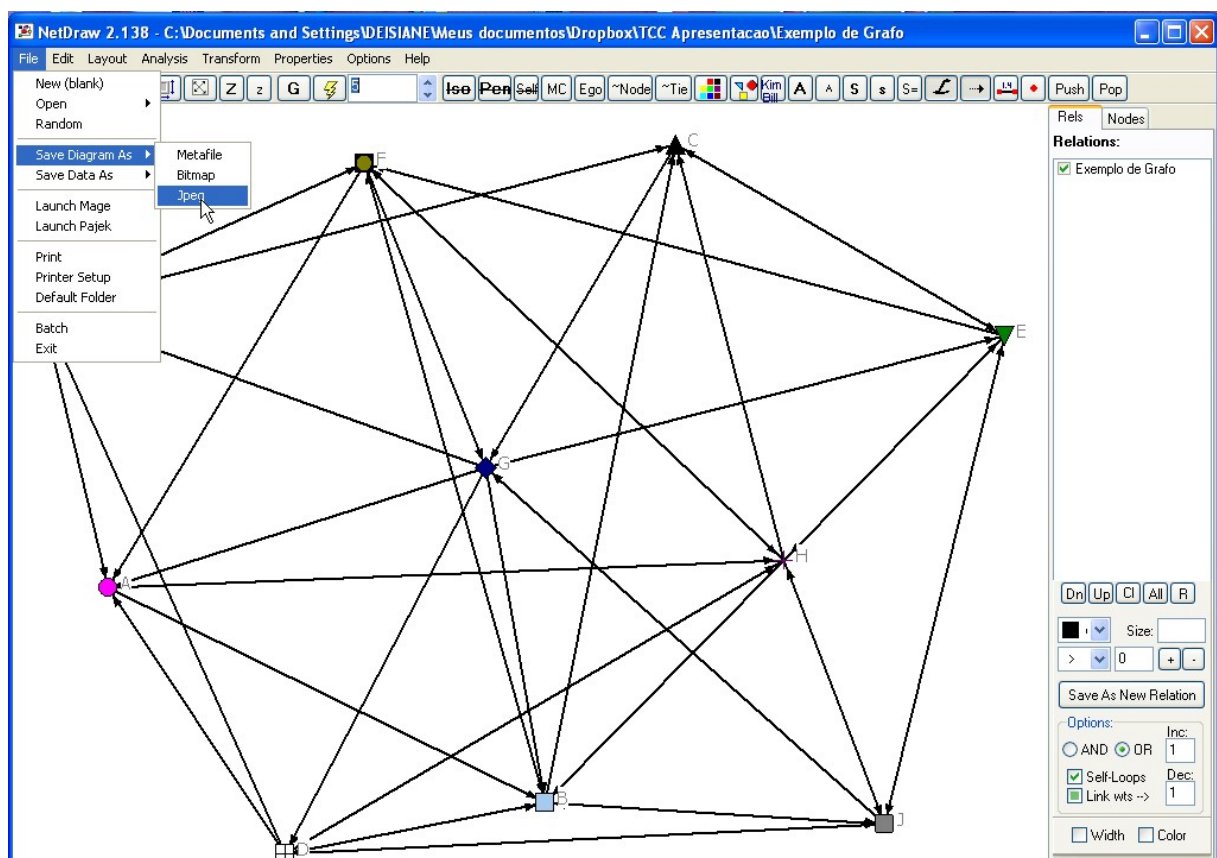 NetDraw 2.138 - C:\Documents and Settings\DEISIANE\Meus documentos\Dropbox\TCC Apresentacao\Exemplo de Grafo
File Edit Layout Analysis Transform Properties Options Help
Z z G 5 Iso Pen Self MC Ego ~Node ~Tie Kim Bill A A S s S= L Push Pop
New (blank)
Open
Random
Save Diagram As
Save Data As
Launch Mage
Launch Pajek
Print
Printer Setup
Default Folder
Batch
Exit
Metafile
Bitmap
Jpeg
F
C
E
G
H
A
B
J
D
Rels Nodes
Relations:
Exemplo de Grafo
Dn Up Cl All R
Size:
> 0 + -
Save As New Relation
Options:
Inc:
AND OR 1
Self-Loops Dec:
Link wts --> 1
Width Color